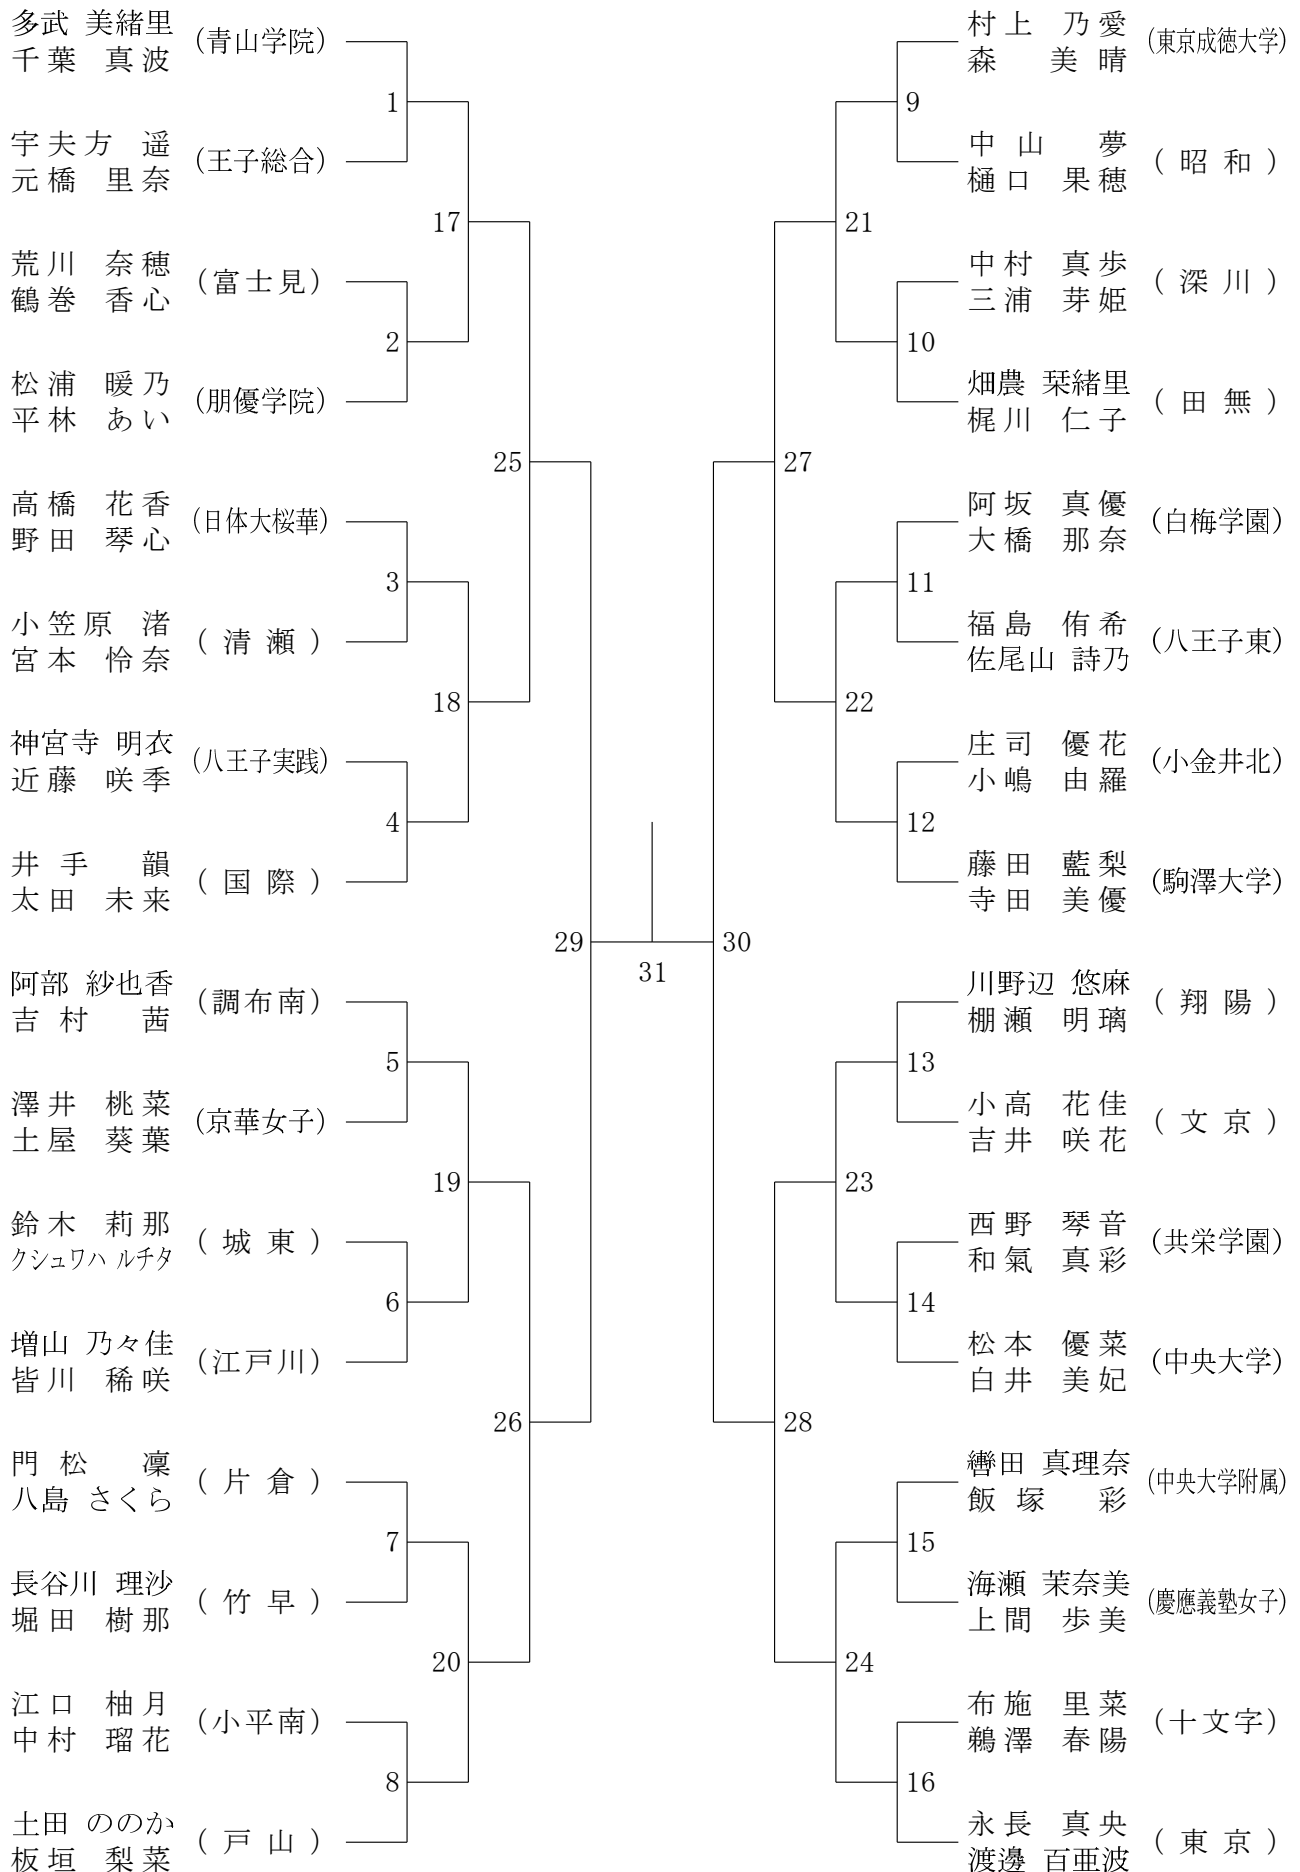 多武 美緒里
千葉 真波
(青山学院)
1
宇夫方 遥
元橋 里奈
(王子総合)
17
荒川 奈穂
鶴巻 香心
(富士見)
2
松浦 暖乃
平林 あい
(朋優学院)
25
高橋 花香
野田 琴心
(日体大桜華)
3
小笠原 渚
宮本 怜奈
(清瀬)
18
神宮寺 明衣
近藤 咲季
(八王子実践)
4
井手 韻
太田 未来
(国際)
29
阿部 紗也香
吉村 茜
(調布南)
5
澤井 桃菜
土屋 葵葉
(京華女子)
19
鈴木 莉那
クシュワハ ルチタ
(城東)
6
増山 乃々佳
皆川 稀咲
(江戸川)
26
門松 凜
八島 さくら
(片倉)
7
長谷川 理沙
堀田 樹那
(竹早)
20
江口 柚月
中村 瑠花
(小平南)
8
土田 ののか
板垣 梨菜
(戸山)
31
村上 乃愛
森 美晴
(東京成徳大学)
9
中山 夢
樋口 果穂
(昭和)
21
中村 真歩
三浦 芽姫
(深川)
10
畑農 栞緒里
梶川 仁子
(田無)
27
阿坂 真優
大橋 那奈
(白梅学園)
11
福島 侑希
佐尾山 詩乃
(八王子東)
22
庄司 優花
小嶋 由羅
(小金井北)
12
藤田 藍梨
寺田 美優
(駒澤大学)
30
川野辺 悠麻
棚瀬 明璃
(翔陽)
13
小高 花佳
吉井 咲花
(文京)
23
西野 琴音
和氣 真彩
(共栄学園)
14
松本 優菜
白井 美妃
(中央大学)
28
轡田 真理奈
飯塚 彩
(中央大学附属)
15
海瀬 茉奈美
上間 歩美
(慶應義塾女子)
24
布施 里菜
鵜澤 春陽
(十文字)
16
永長 真央
渡邊 百亜波
(東京)